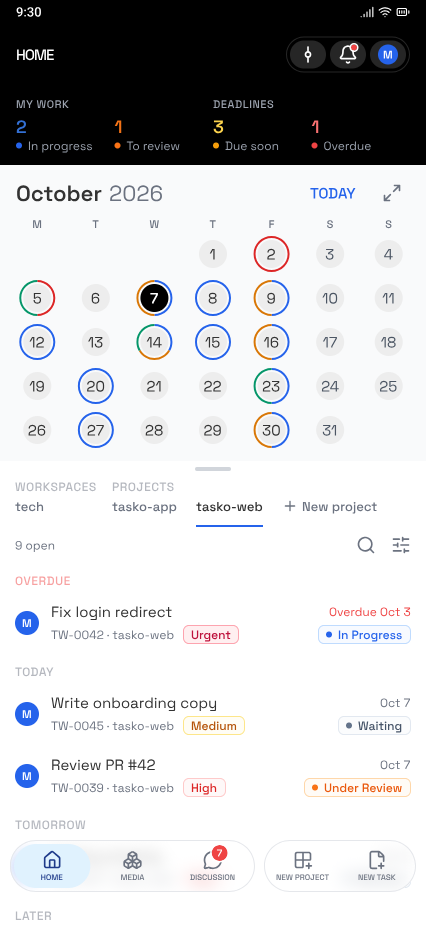 9:30
HOME
M
MY WORK
DEADLINES
2
1
3
1
In progress
To review
Due soon
Overdue
October 2026
TODAY
M T W T F S S
1 2 3 4
5 6 7 8 9 10 11
12 13 14 15 16 17 18
19 20 21 22 23 24 25
26 27 28 29 30 31
WORKSPACES PROJECTS
tech tasko-app tasko-web + New project
9 open
OVERDUE
M
Fix login redirect
Overdue Oct 3
TW-0042 · tasko-web Urgent
In Progress
TODAY
M
Write onboarding copy
Oct 7
TW-0045 · tasko-web Medium
Waiting
M
Review PR #42
Oct 7
TW-0039 · tasko-web High
Under Review
TOMORROW
7
HOME MEDIA DISCUSSION NEW PROJECT NEW TASK
LATER